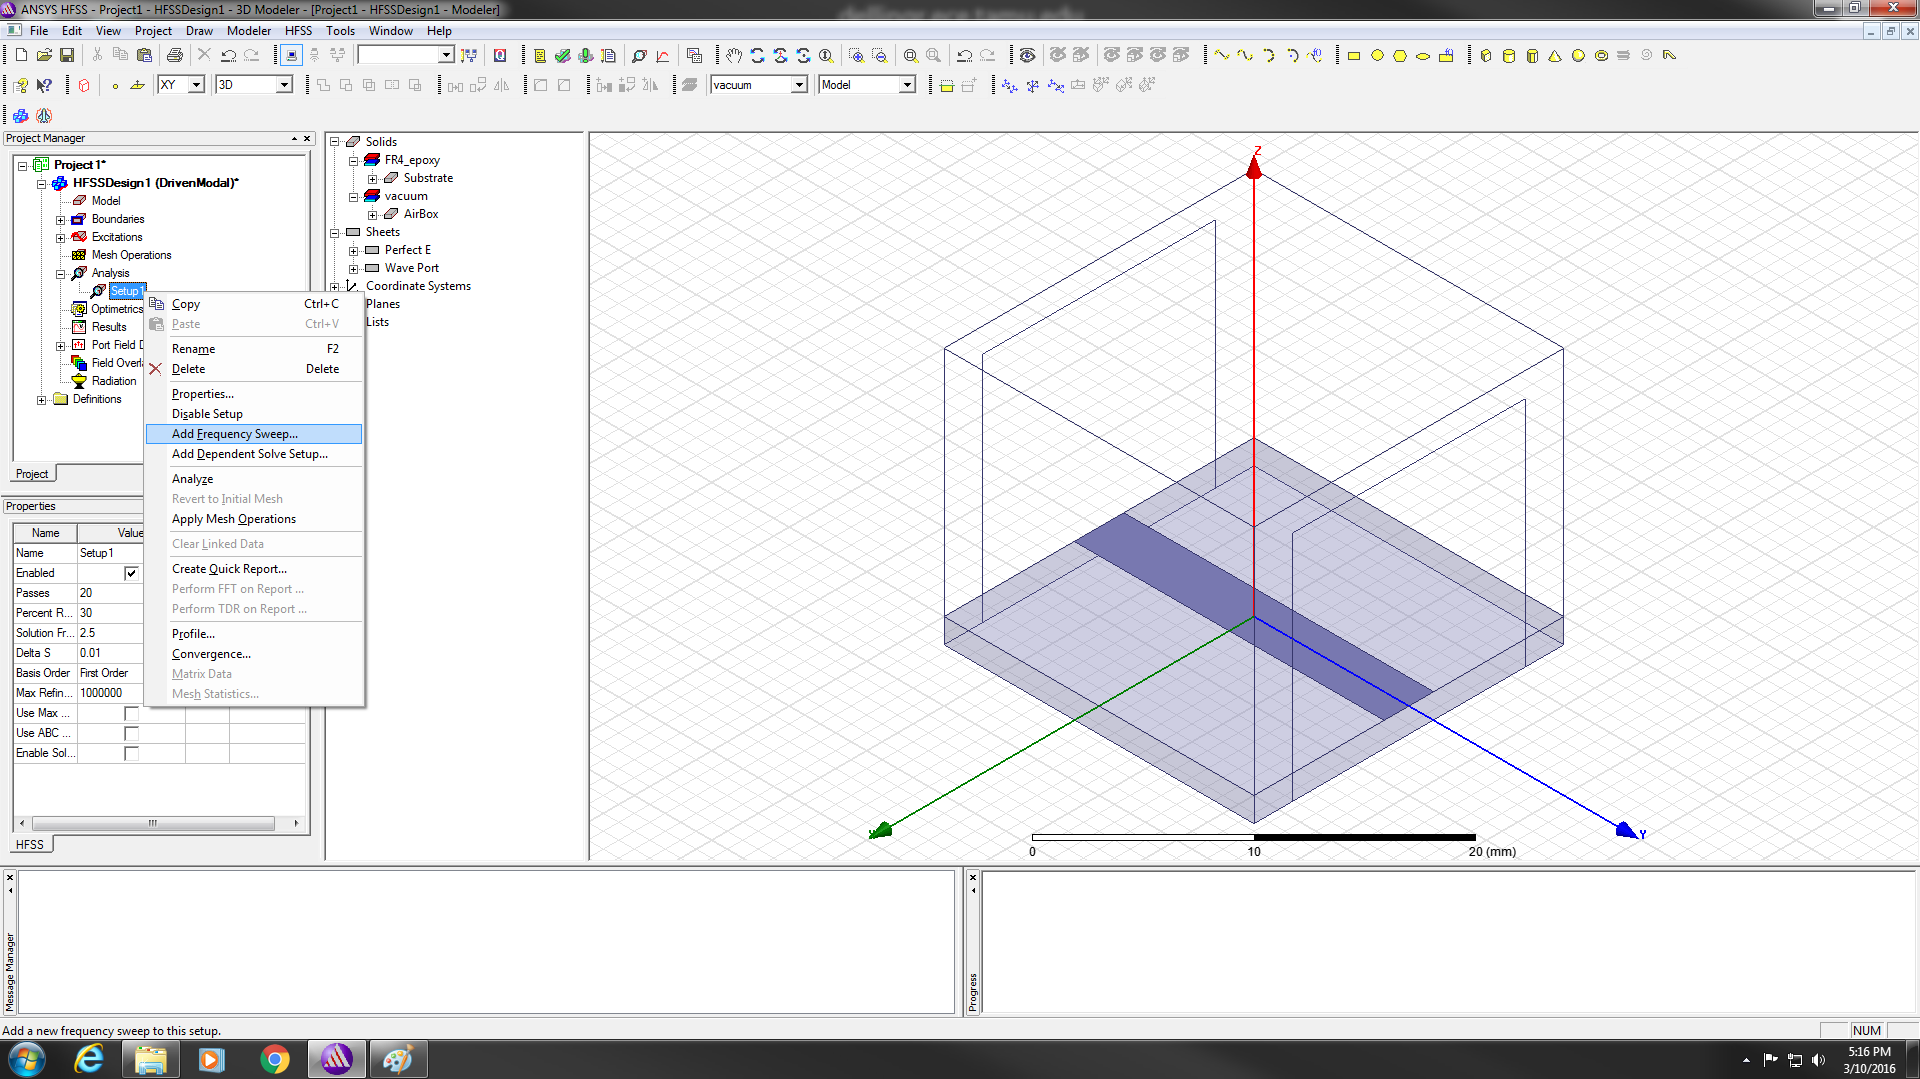 ANSYS HFSS - Project1 - HFSSDesign1 - 3D Modeler - [Project1 - HFSSDesign1 - Modeler]
File Edit View Project Draw Modeler HFSS Tools Window Help
XY 3D vacuum Model
Project Manager
Project1*
HFSSDesign1 (DrivenModal)*
Model
Boundaries
Excitations
Mesh Operations
Analysis
Setup1
Optimetrics
Results
Port Field D
Field Overl
Radiation
Definitions
Project
Solids
FR4_epoxy
Substrate
vacuum
AirBox
Sheets
Perfect E
Wave Port
Coordinate Systems
Planes
Lists
Copy Ctrl+C
Paste Ctrl+V
Rename F2
Delete Delete
Properties...
Disable Setup
Add Frequency Sweep...
Add Dependent Solve Setup...
Analyze
Revert to Initial Mesh
Apply Mesh Operations
Clear Linked Data
Create Quick Report...
Perform FFT on Report ...
Perform TDR on Report ...
Profile...
Convergence...
Matrix Data
Mesh Statistics...
Properties
Name Value
Name Setup1
Enabled
Passes 20
Percent R... 30
Solution Fr... 2.5
Delta S 0.01
Basis Order First Order
Max Refin... 1000000
Use Max ...
Use ABC ...
Enable Sol...
HFSS
Z
Y
0 10 20 (mm)
Message Manager
Progress
Add a new frequency sweep to this setup.
NUM
5:16 PM
3/10/2016